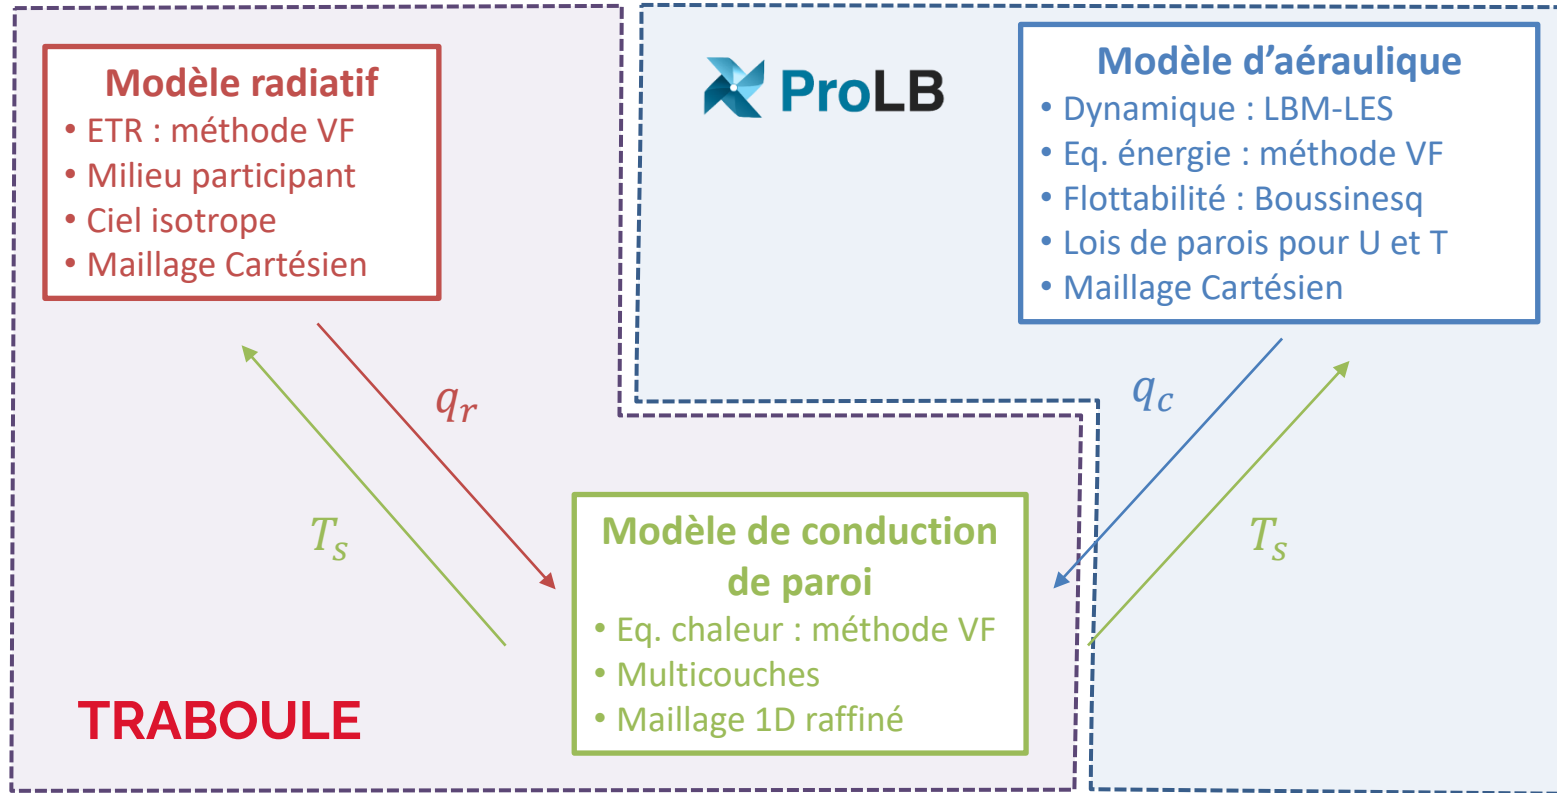 Modèle radiatif
• ETR : méthode VF
• Milieu participant
• Ciel isotrope
• Maillage Cartésien
ProLB
Modèle d’aéraulique
• Dynamique : LBM-LES
• Eq. énergie : méthode VF
• Flottabilité : Boussinesq
• Lois de parois pour U et T
• Maillage Cartésien
q_r
T_s
q_c
T_s
Modèle de conduction
de paroi
• Eq. chaleur : méthode VF
• Multicouches
• Maillage 1D raffiné
TRABOULE